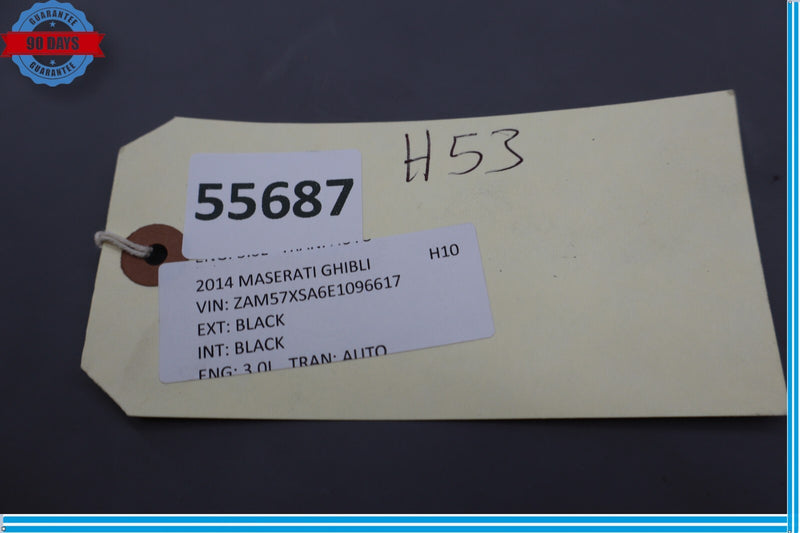 GUARANTEE
90 DAYS
GUARANTEE
H53
55687
2014 MASERATI GHIBLI H10
VIN: ZAM57XSA6E1096617
EXT: BLACK
INT: BLACK
ENG: 3.0L TRAN: AUTO